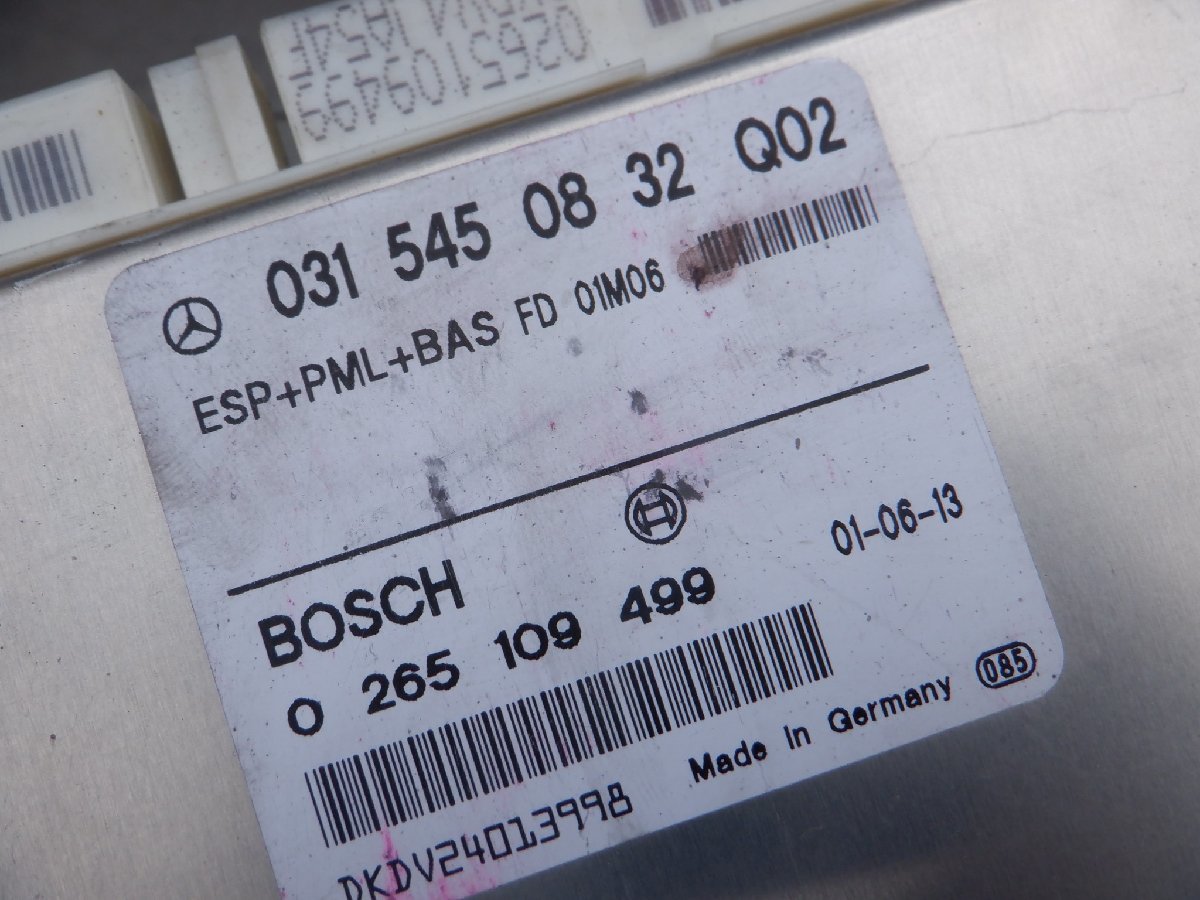 0265109499
031 545 08 32 Q02
ESP+PML+BAS FD 01M06
BOSCH
01-06-13
0 265 109 499
Made In Germany 085
DKDV24013998